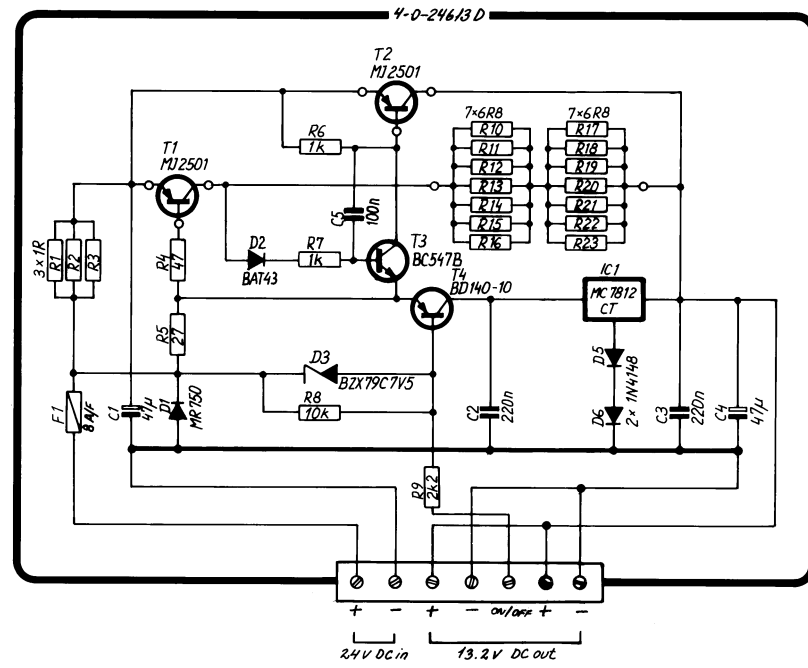 4-0-24613D
T2
MJ2501
7×6R8
7×6R8
R6
1k
R10
R17
R11
R18
R12
R19
T1
MJ2501
R13
R20
R14
R21
R15
R22
R16
R23
C5
100n
3×1R
R1
R2
R3
R4
47
D2
BAT43
R7
1k
T3
BC547B
T4
BD140-10
IC1
MC7812
CT
R5
27
D3
BZX79C7V5
R8
10k
D5
D6
2× 1N4148
F1
8A/F
C1
47µ
D1
MR750
C2
220n
C3
220n
C4
47µ
R9
2k2
+ - + - ON/OFF + -
24V DC in
13.2V DC out